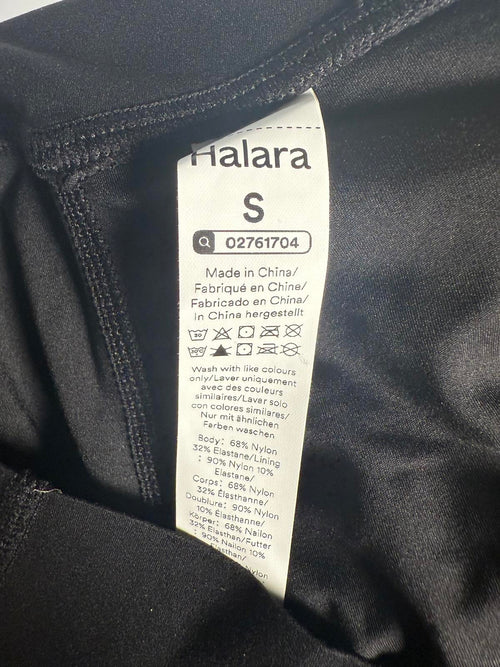 Halara
S
02761704
Made in China/
Fabriqué en Chine/
Fabricado en China/
In China hergestellt
30
Wash with like colours
only/Laver uniquement
avec des couleurs
similaires/Lavar solo
con colores similares/
Nur mit ähnlichen
Farben waschen
Body: 68% Nylon
32% Elastane/Lining
: 90% Nylon 10%
Elastane/
Corps: 68% Nylon
32% Élasthanne/
Doublure: 90% Nylon
10% Élasthanne/
Körper: 68% Nailon
32% Elasthan/Futter
: 90% Nailon 10%